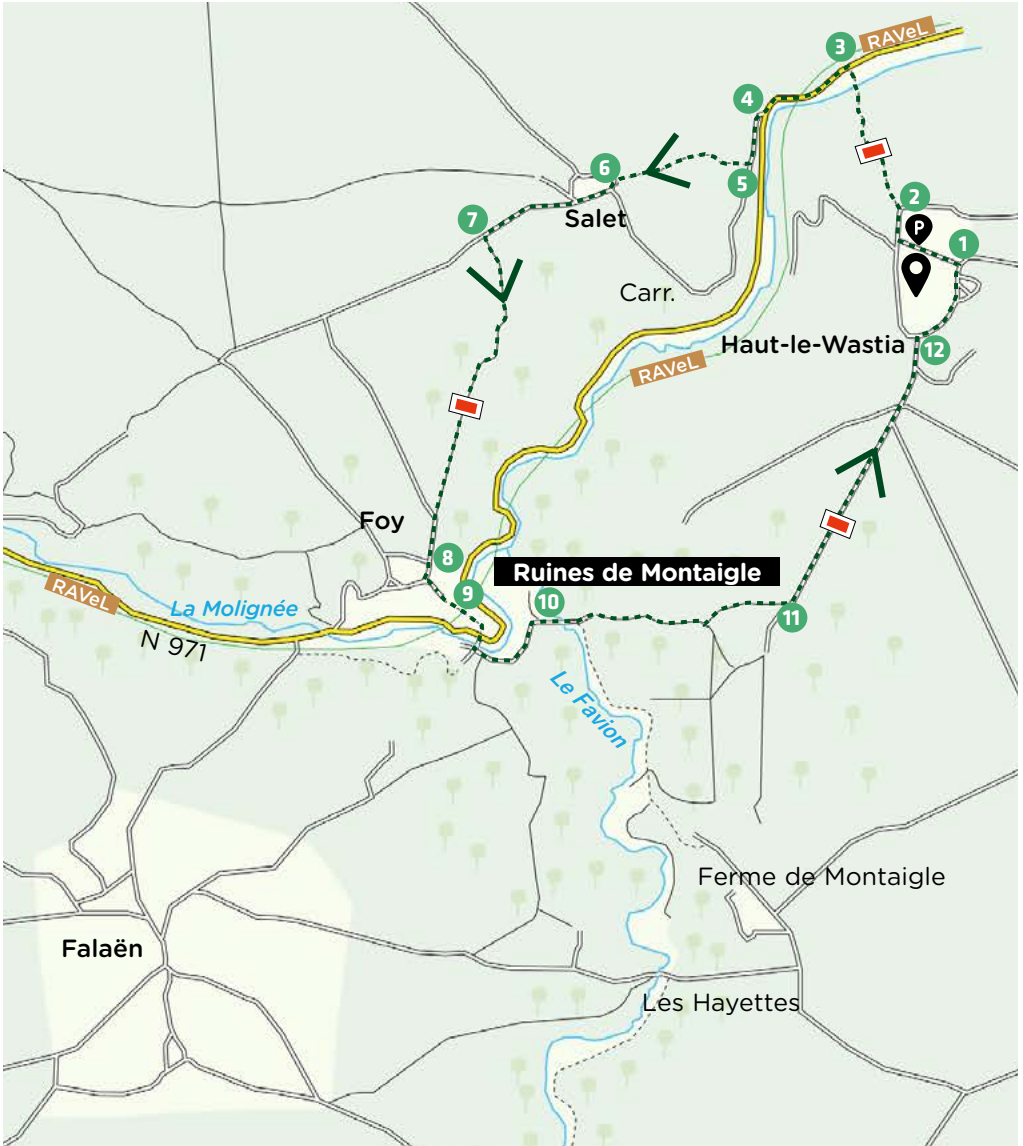 3
RAVeL
4
6
5
2
7
Salet
P
1
Carr.
Haut-le-Wastia
12
RAVeL
Foy
8
Ruines de Montaigle
9
10
RAVeL
La Molignée
11
N 971
Le Favion
Ferme de Montaigle
Falaën
Les Hayettes